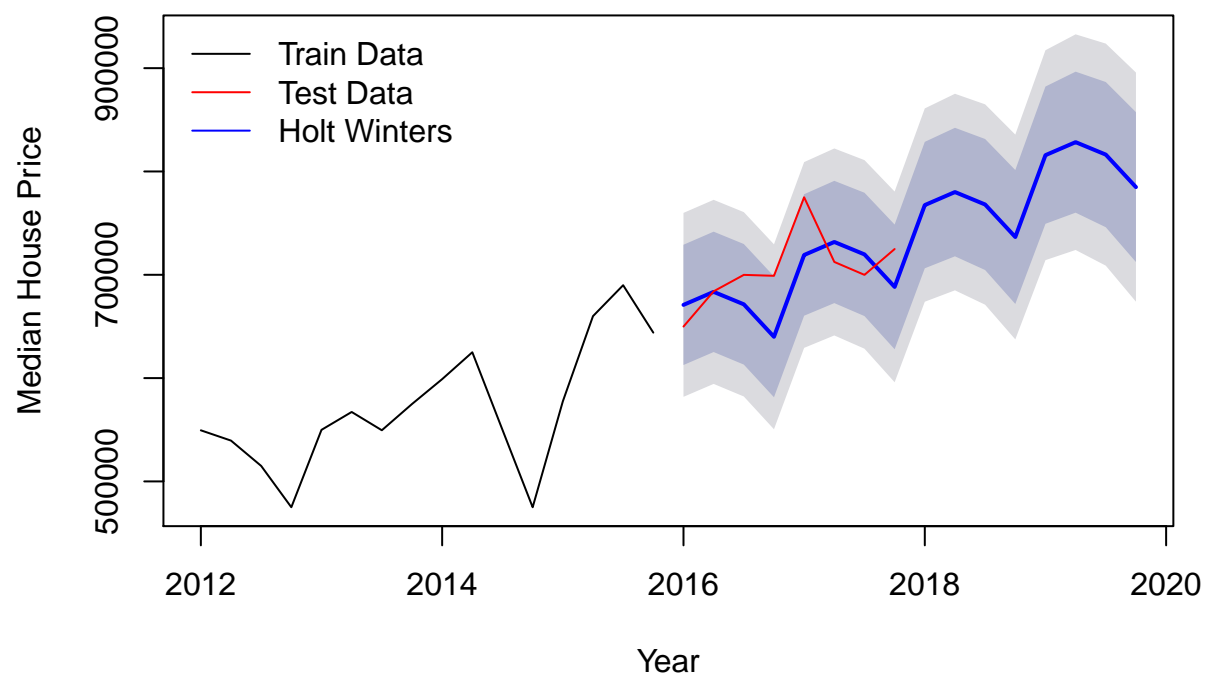 Train Data
Test Data
Holt Winters
Median House Price
900000
700000
500000
2012 2014 2016 2018 2020
Year